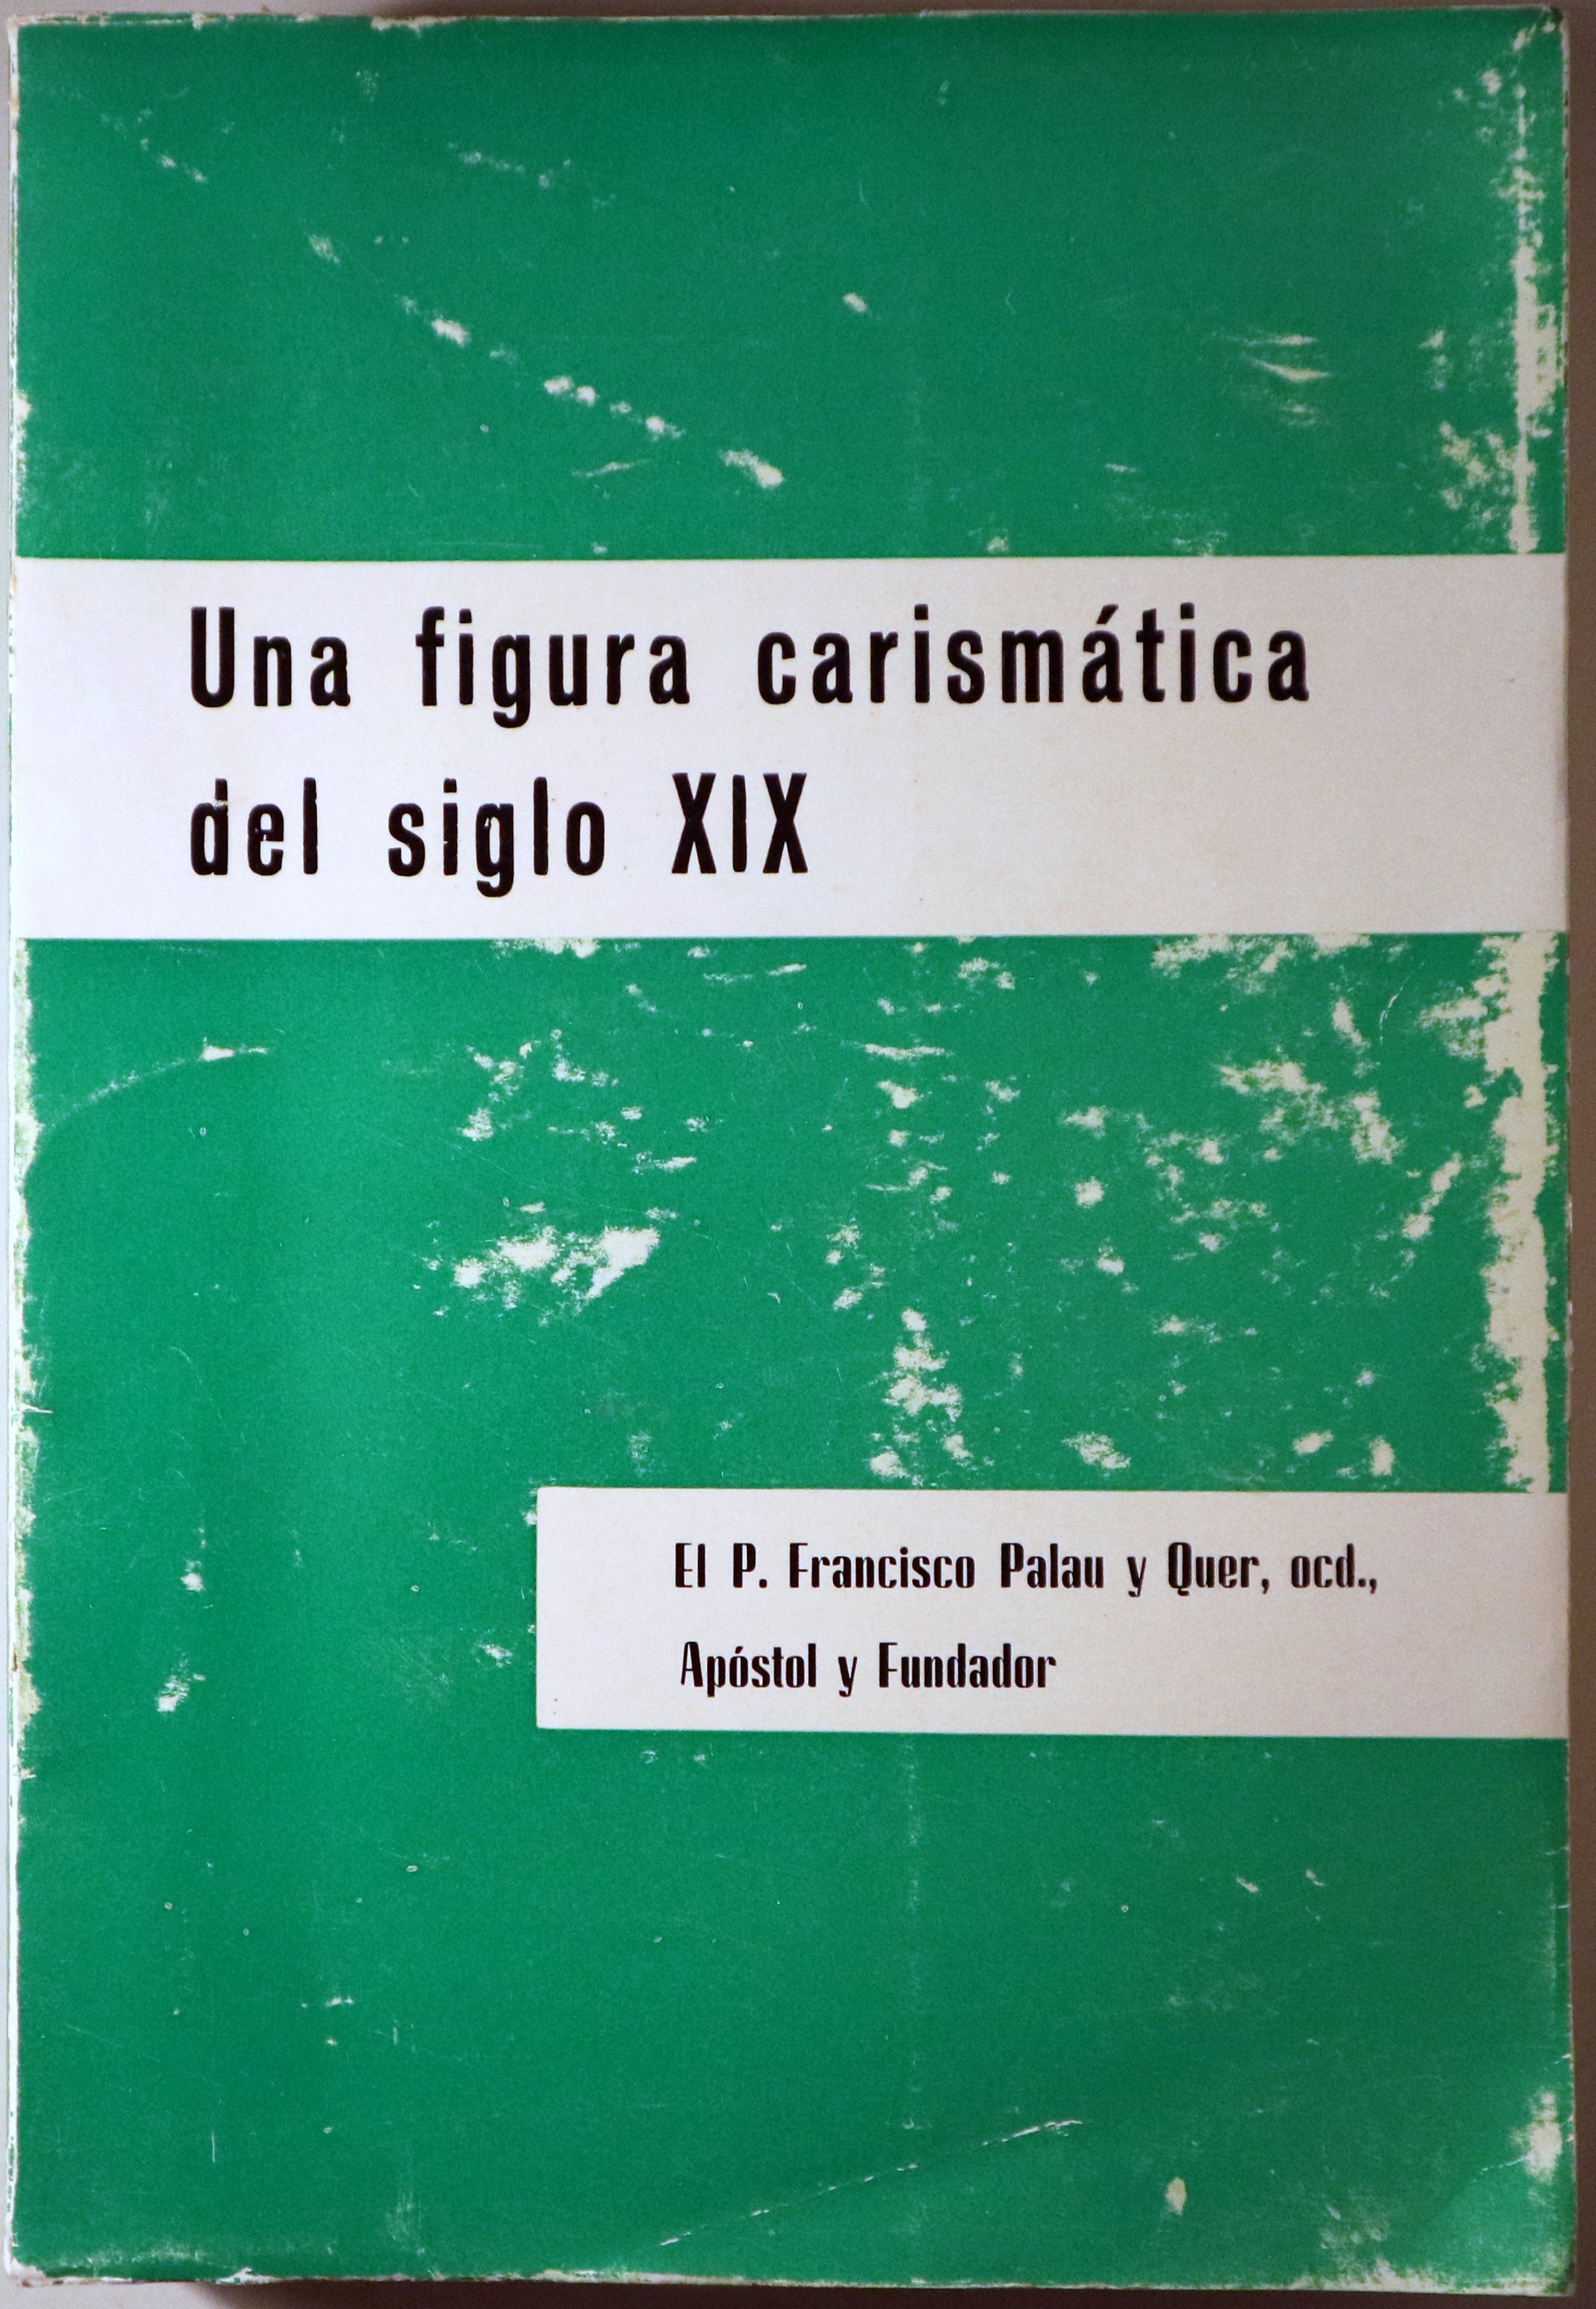 Una figura carismática
del siglo XIX
El P. Francisco Palau y Quer, ocd.,
Apóstol y Fundador